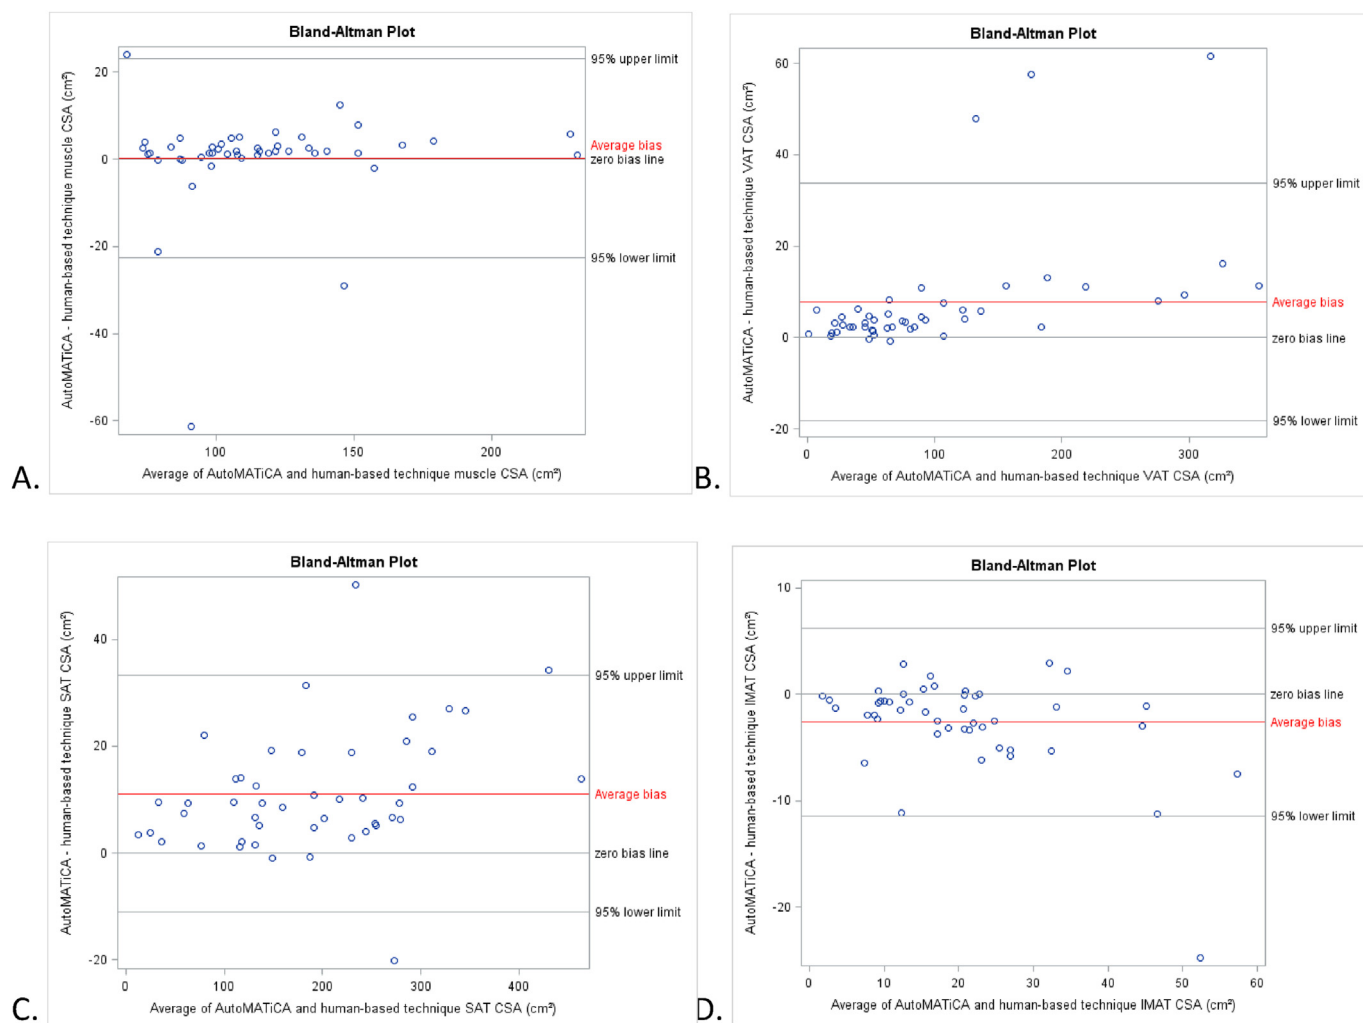 Bland-Altman Plot
AutoMATiCA - human-based technique muscle CSA (cm²)
20
0
-20
-40
-60
95% upper limit
Average bias
zero bias line
95% lower limit
100
150
200
Average of AutoMATiCA and human-based technique muscle CSA (cm²)
A.
Bland-Altman Plot
AutoMATiCA - human-based technique VAT CSA (cm²)
60
40
20
0
-20
95% upper limit
Average bias
zero bias line
95% lower limit
0
100
200
300
Average of AutoMATiCA and human-based technique VAT CSA (cm²)
B.
Bland-Altman Plot
AutoMATiCA - human-based technique SAT CSA (cm²)
40
20
0
-20
95% upper limit
Average bias
zero bias line
95% lower limit
0
100
200
300
400
Average of AutoMATiCA and human-based technique SAT CSA (cm²)
C.
Bland-Altman Plot
AutoMATiCA - human-based technique IMAT CSA (cm²)
10
0
-10
-20
95% upper limit
zero bias line
Average bias
95% lower limit
0
10
20
30
40
50
60
Average of AutoMATiCA and human-based technique IMAT CSA (cm²)
D.